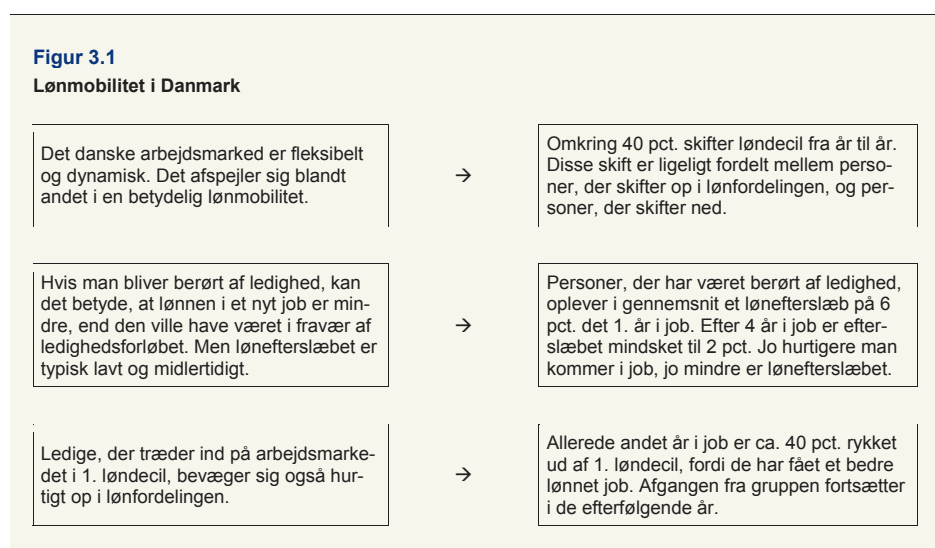 Figur 3.1
Lønmobilitet i Danmark
Det danske arbejdsmarked er fleksibelt
og dynamisk. Det afspejler sig blandt
andet i en betydelig lønmobilitet.
→
Omkring 40 pct. skifter løndecil fra år til år.
Disse skift er ligeligt fordelt mellem perso-
ner, der skifter op i lønfordelingen, og per-
soner, der skifter ned.
Hvis man bliver berørt af ledighed, kan
det betyde, at lønnen i et nyt job er min-
dre, end den ville have været i fravær af
ledighedsforløbet. Men lønefterslæbet er
typisk lavt og midlertidigt.
→
Personer, der har været berørt af ledighed,
oplever i gennemsnit et lønefterslæb på 6
pct. det 1. år i job. Efter 4 år i job er efter-
slæbet mindsket til 2 pct. Jo hurtigere man
kommer i job, jo mindre er lønefterslæbet.
Ledige, der træder ind på arbejdsmarke-
det i 1. løndecil, bevæger sig også hur-
tigt op i lønfordelingen.
→
Allerede andet år i job er ca. 40 pct. rykket
ud af 1. løndecil, fordi de har fået et bedre
lønnet job. Afgangen fra gruppen fortsætter
i de efterfølgende år.